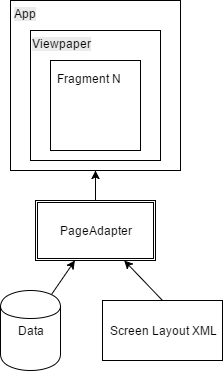 App
Viewpaper
Fragment N
PageAdapter
Data
Screen Layout XML